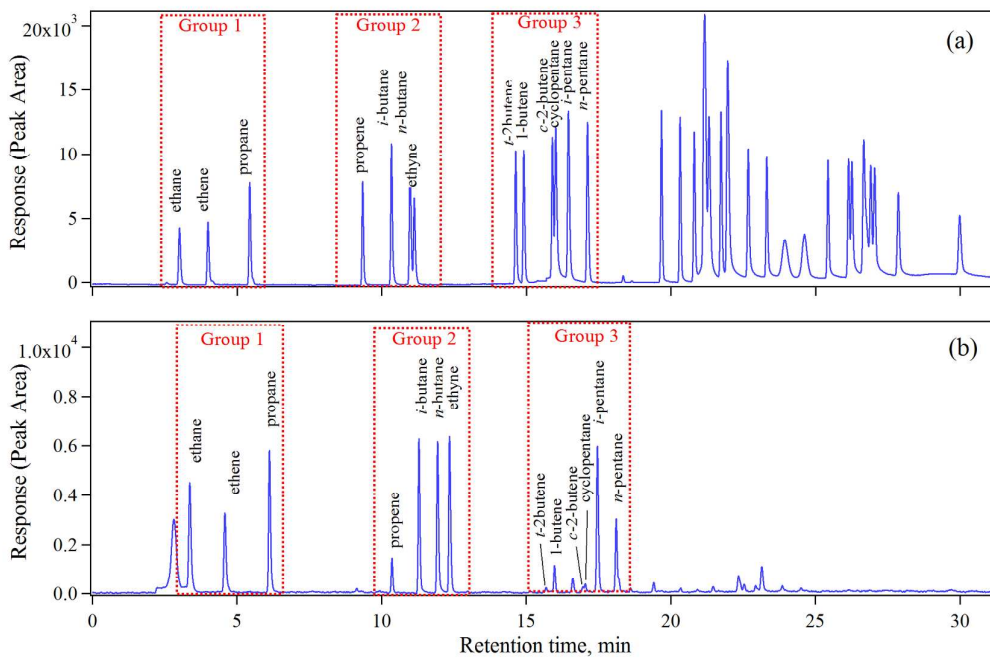 Group 1
Group 2
Group 3
(a)
20x10³
15
10
5
0
Response (Peak Area)
ethane
ethene
propane
propene
i-butane
n-butane
ethyne
t-2butene
1-butene
c-2-butene
cyclopentane
i-pentane
n-pentane
Group 1
Group 2
Group 3
(b)
1.0x10⁴
0.8
0.6
0.4
0.2
0.0
Response (Peak Area)
ethane
ethene
propane
propene
i-butane
n-butane
ethyne
t-2butene
1-butene
c-2-butene
cyclopentane
i-pentane
n-pentane
0
5
10
15
20
25
30
Retention time, min